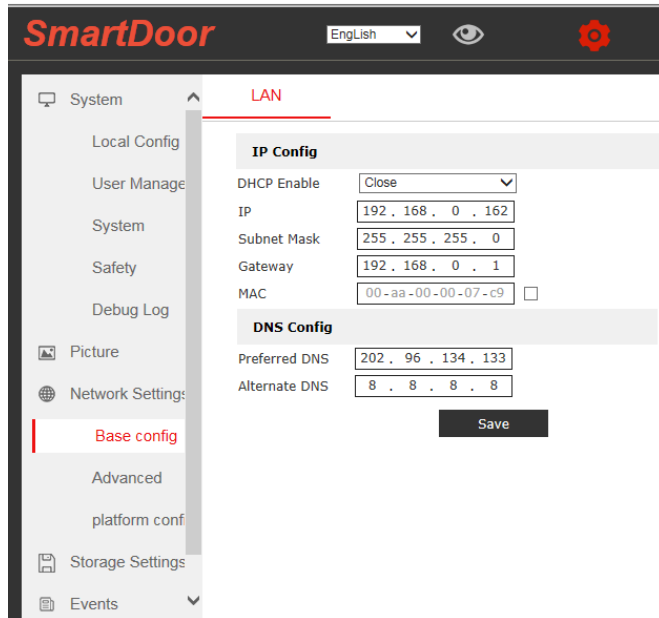 SmartDoor
EngLish
System
Local Config
User Manage
System
Safety
Debug Log
Picture
Network Settings
Base config
Advanced
platform confi
Storage Settings
Events
LAN
IP Config
DHCP Enable Close
IP 192 . 168 . 0 . 162
Subnet Mask 255 . 255 . 255 . 0
Gateway 192 . 168 . 0 . 1
MAC 00-aa-00-00-07-c9
DNS Config
Preferred DNS 202 . 96 . 134 . 133
Alternate DNS 8 . 8 . 8 . 8
Save